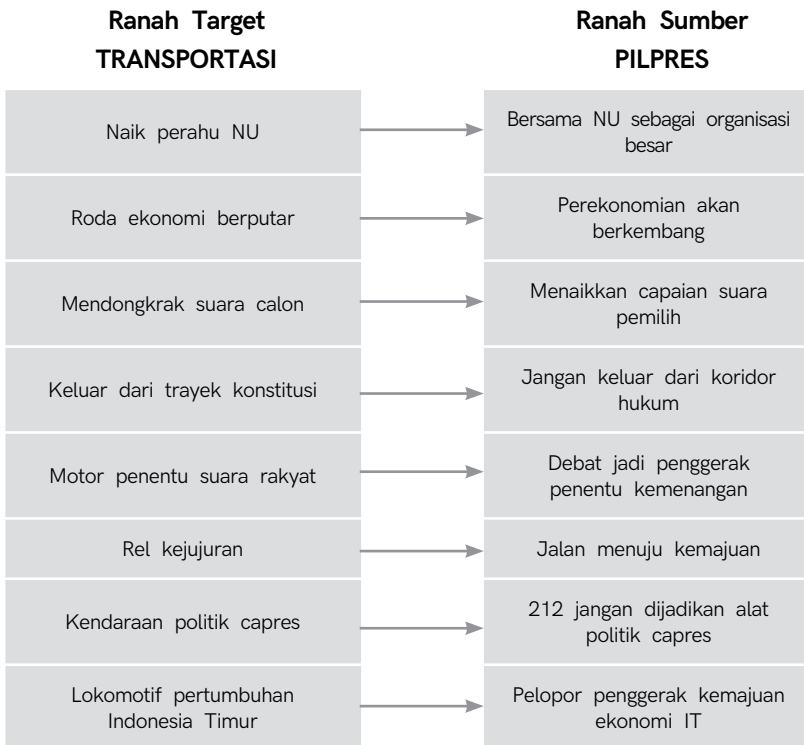 Ranah Target
TRANSPORTASI
Ranah Sumber
PILPRES
Naik perahu NU
Bersama NU sebagai organisasi
besar
Roda ekonomi berputar
Perekonomian akan
berkembang
Mendongkrak suara calon
Menaikkan capaian suara
pemilih
Keluar dari trayek konstitusi
Jangan keluar dari koridor
hukum
Motor penentu suara rakyat
Debat jadi penggerak
penentu kemenangan
Rel kejujuran
Jalan menuju kemajuan
Kendaraan politik capres
212 jangan dijadikan alat
politik capres
Lokomotif pertumbuhan
Indonesia Timur
Pelopor penggerak kemajuan
ekonomi IT